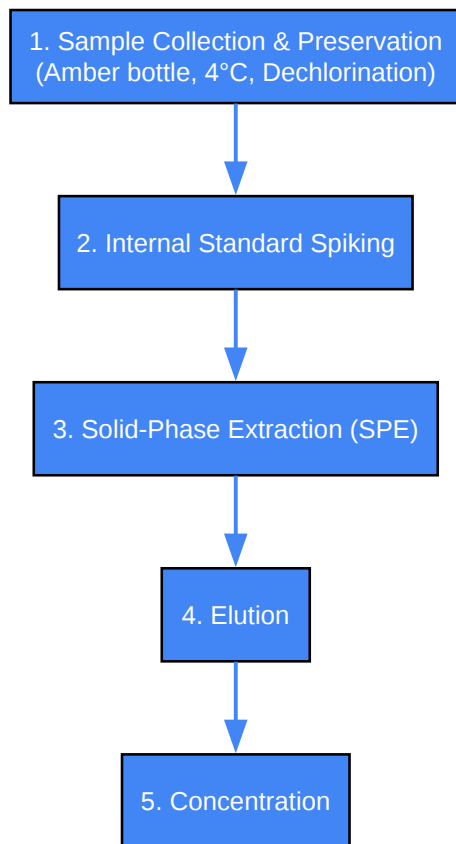 1. Sample Collection & Preservation
(Amber bottle, 4°C, Dechlorination)
2. Internal Standard Spiking
3. Solid-Phase Extraction (SPE)
4. Elution
5. Concentration